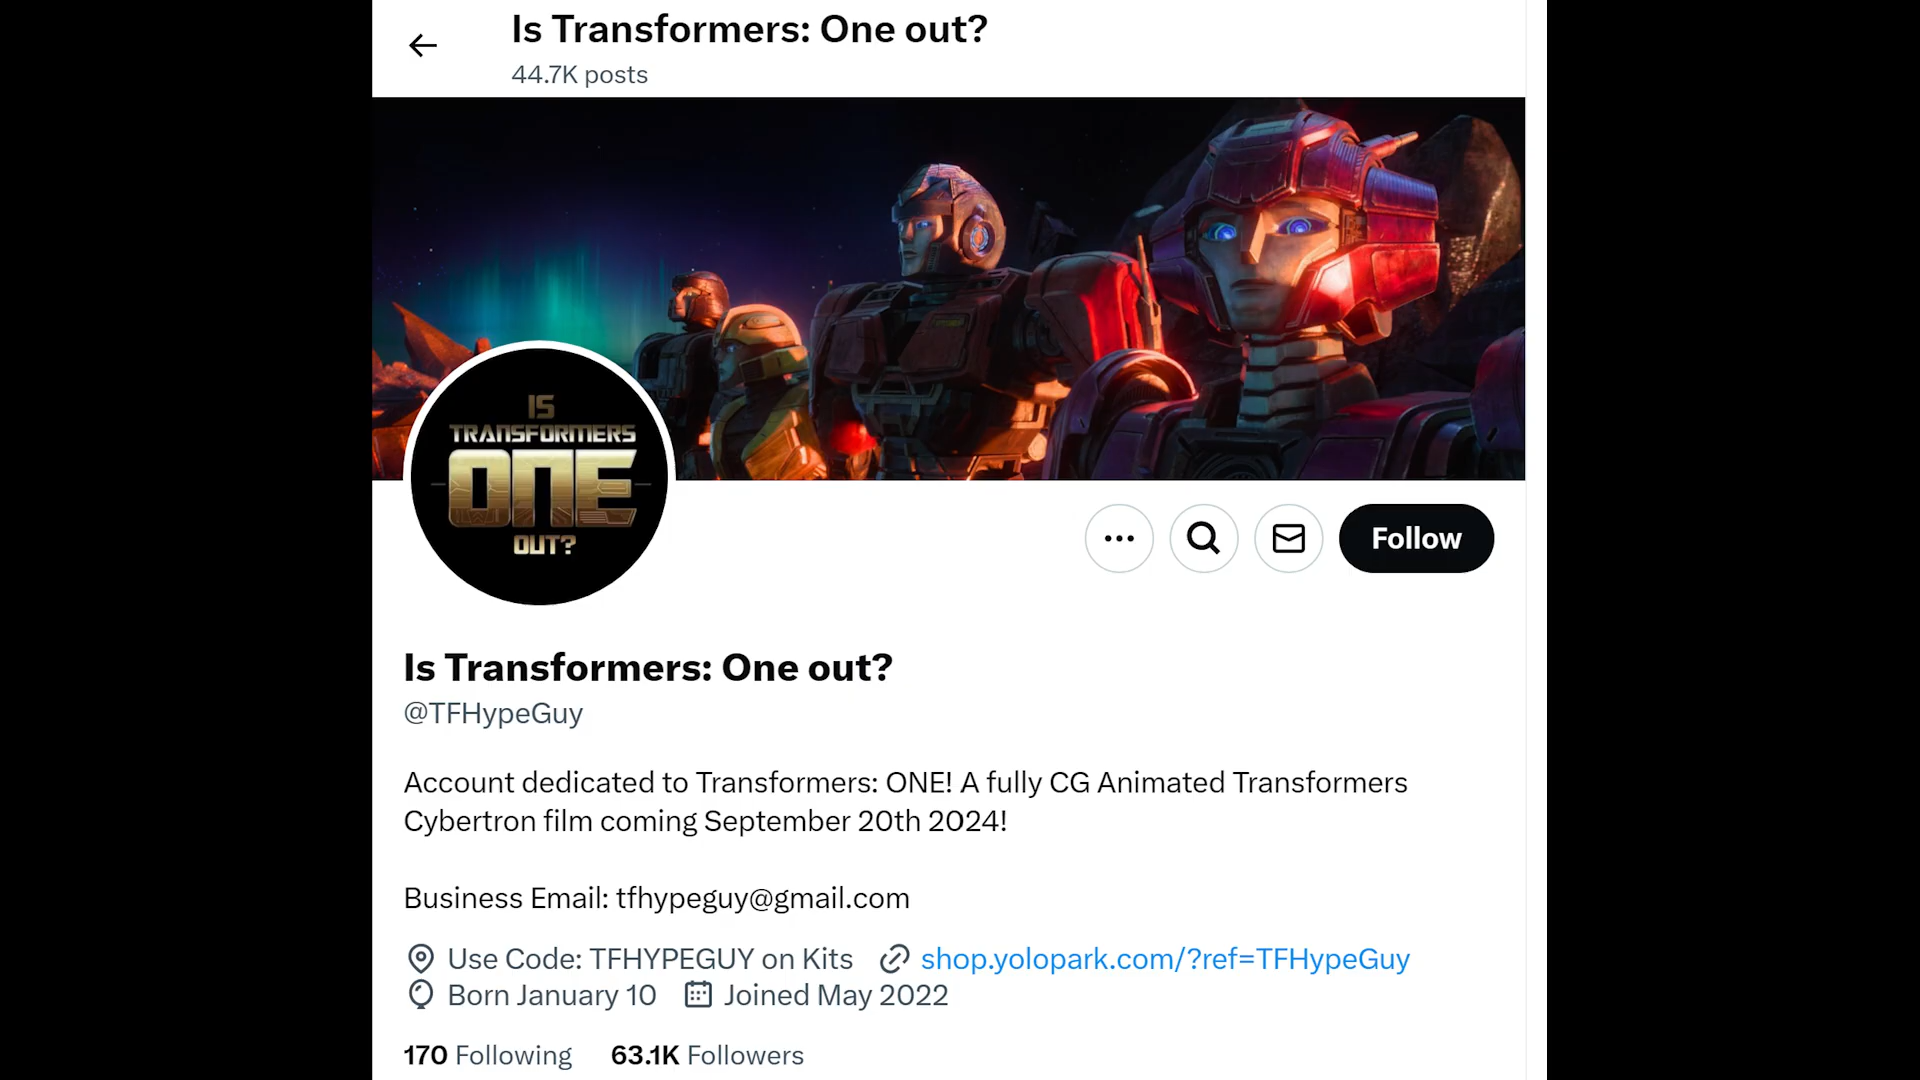 Is Transformers: One out?
44.7K posts
IS
TRANSFORMERS
ONE
OUT?
Follow
Is Transformers: One out?
@TFHypeGuy
Account dedicated to Transformers: ONE! A fully CG Animated Transformers
Cybertron film coming September 20th 2024!
Business Email: tfhypeguy@gmail.com
Use Code: TFHYPEGUY on Kits shop.yolopark.com/?ref=TFHypeGuy
Born January 10 Joined May 2022
170 Following 63.1K Followers